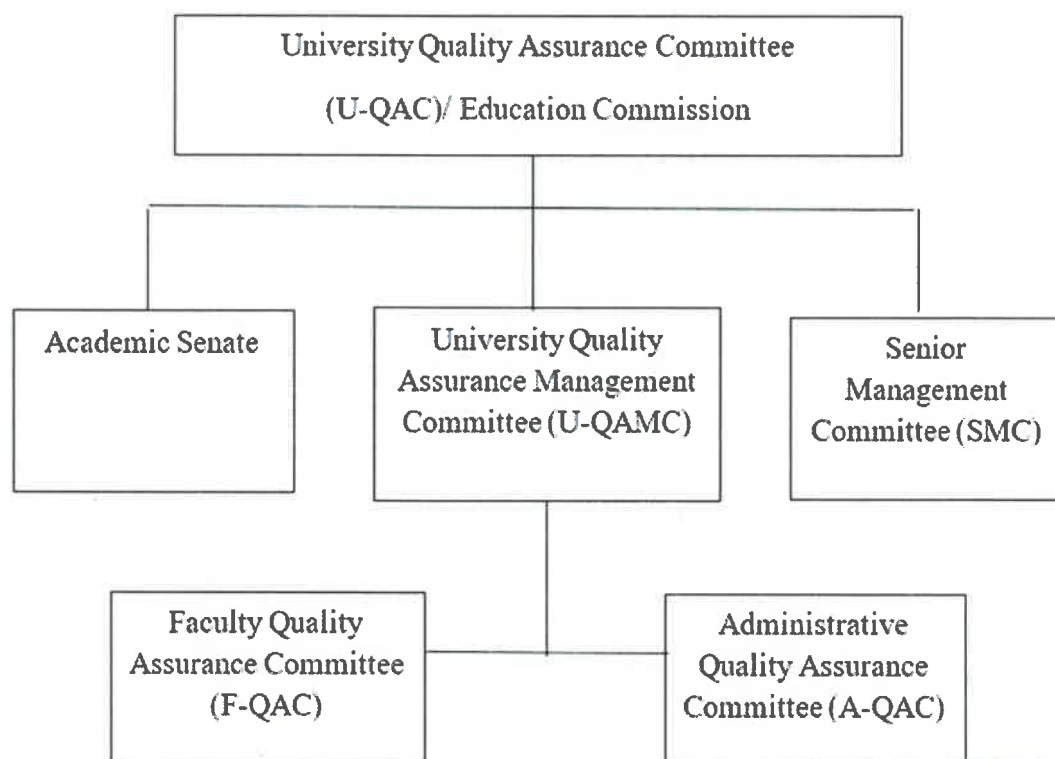 University Quality Assurance Committee
(U-QAC)/ Education Commission
Academic Senate
University Quality
Assurance Management
Committee (U-QAMC)
Senior
Management
Committee (SMC)
Faculty Quality
Assurance Committee
(F-QAC)
Administrative
Quality Assurance
Committee (A-QAC)